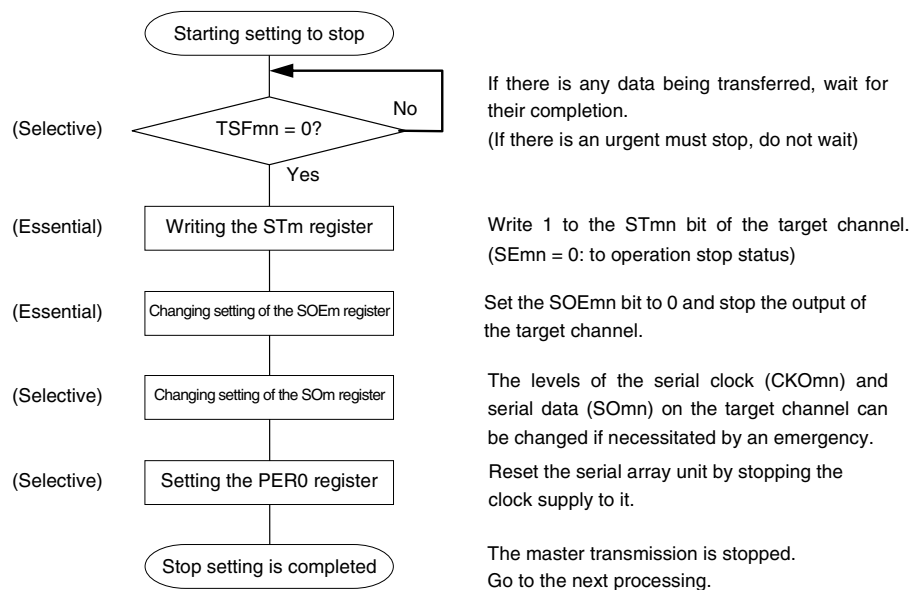 Starting setting to stop
If there is any data being transferred, wait for
their completion.
(If there is an urgent must stop, do not wait)
(Selective)
TSFmn = 0?
No
Yes
(Essential)
Writing the STm register
Write 1 to the STmn bit of the target channel.
(SEmn = 0: to operation stop status)
(Essential)
Changing setting of the SOEm register
Set the SOEmn bit to 0 and stop the output of
the target channel.
(Selective)
Changing setting of the SOm register
The levels of the serial clock (CKOmn) and
serial data (SOmn) on the target channel can
be changed if necessitated by an emergency.
(Selective)
Setting the PER0 register
Reset the serial array unit by stopping the
clock supply to it.
Stop setting is completed
The master transmission is stopped.
Go to the next processing.